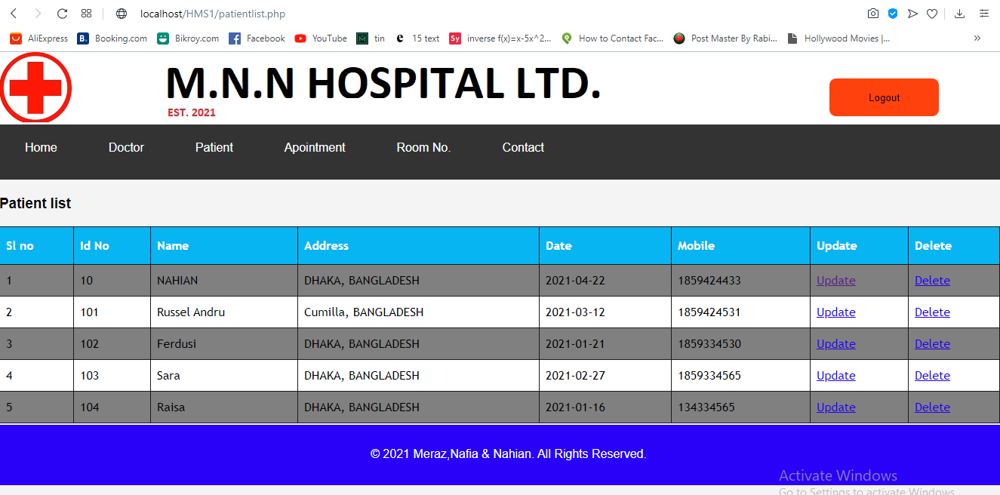 localhost/HMS1/patientlist.php
AliExpress B. Booking.com Bikroy.com Facebook YouTube M tin e 15 text Sy inverse f(x)=x-5x^2... How to Contact Fac... Post Master By Rabi... Hollywood Movies |... »
M.N.N HOSPITAL LTD.
EST. 2021
Logout
Home Doctor Patient Apointment Room No. Contact
Patient list
Sl no Id No Name Address Date Mobile Update Delete
1 10 NAHIAN DHAKA, BANGLADESH 2021-04-22 1859424433 Update Delete
2 101 Russel Andru Cumilla, BANGLADESH 2021-03-12 1859424531 Update Delete
3 102 Ferdusi DHAKA, BANGLADESH 2021-01-21 1859334530 Update Delete
4 103 Sara DHAKA, BANGLADESH 2021-02-27 1859334565 Update Delete
5 104 Raisa DHAKA, BANGLADESH 2021-01-16 134334565 Update Delete
© 2021 Meraz,Nafia & Nahian. All Rights Reserved.
Activate Windows
Go to Settings to activate Windows.